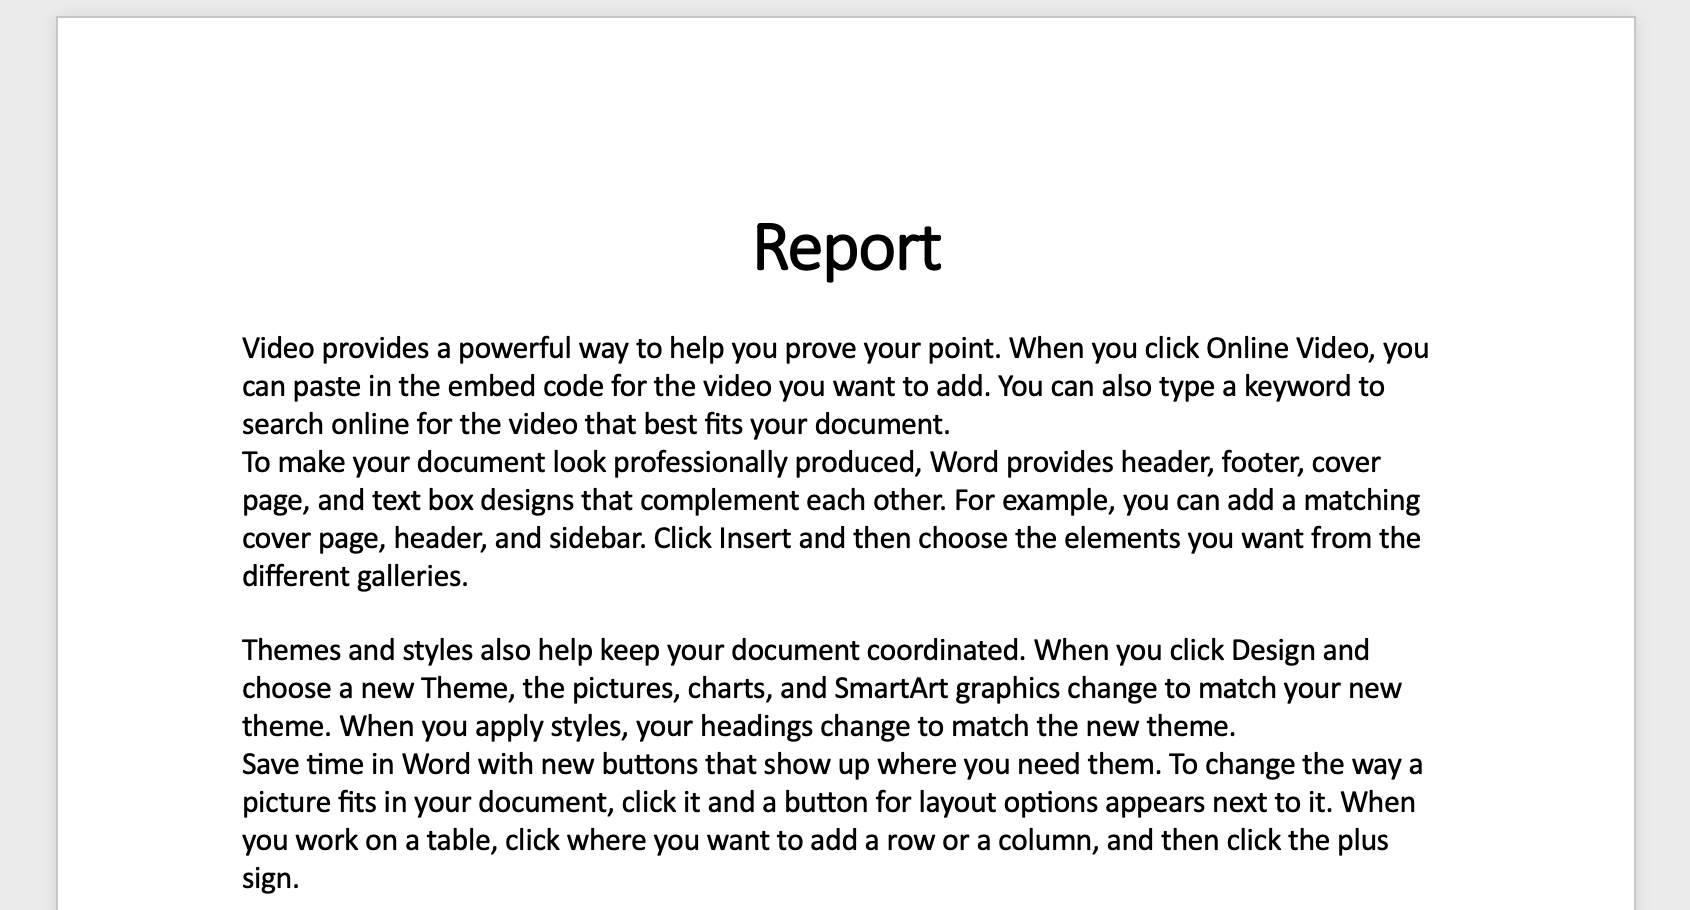 Report
Video provides a powerful way to help you prove your point. When you click Online Video, you
can paste in the embed code for the video you want to add. You can also type a keyword to
search online for the video that best fits your document.
To make your document look professionally produced, Word provides header, footer, cover
page, and text box designs that complement each other. For example, you can add a matching
cover page, header, and sidebar. Click Insert and then choose the elements you want from the
different galleries.
Themes and styles also help keep your document coordinated. When you click Design and
choose a new Theme, the pictures, charts, and SmartArt graphics change to match your new
theme. When you apply styles, your headings change to match the new theme.
Save time in Word with new buttons that show up where you need them. To change the way a
picture fits in your document, click it and a button for layout options appears next to it. When
you work on a table, click where you want to add a row or a column, and then click the plus
sign.